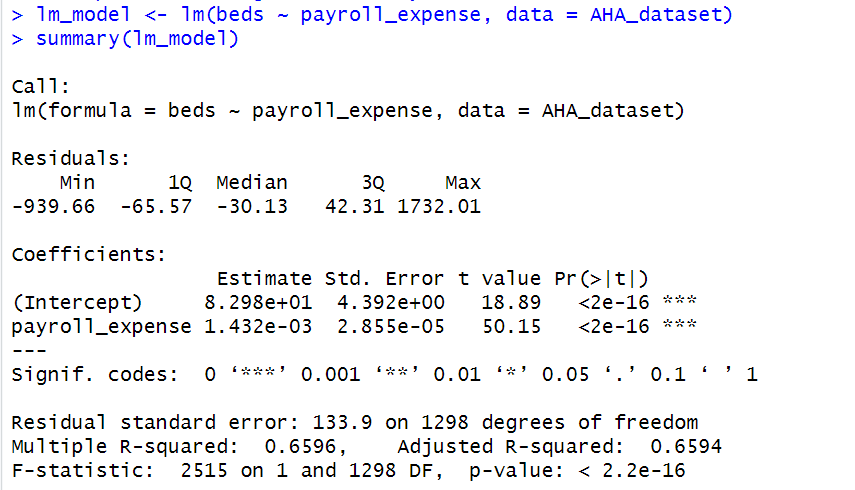 > lm_model <- lm(beds ~ payroll_expense, data = AHA_dataset)
> summary(lm_model)
Call:
lm(formula = beds ~ payroll_expense, data = AHA_dataset)
Residuals:
    Min      1Q  Median      3Q     Max
-939.66  -65.57  -30.13   42.31 1732.01
Coefficients:
                 Estimate Std. Error t value Pr(>|t|)
(Intercept)     8.298e+01  4.392e+00   18.89   <2e-16 ***
payroll_expense 1.432e-03  2.855e-05   50.15   <2e-16 ***
---
Signif. codes:  0 ‘***’ 0.001 ‘**’ 0.01 ‘*’ 0.05 ‘.’ 0.1 ‘ ’ 1
Residual standard error: 133.9 on 1298 degrees of freedom
Multiple R-squared:  0.6596,    Adjusted R-squared:  0.6594
F-statistic:  2515 on 1 and 1298 DF,  p-value: < 2.2e-16